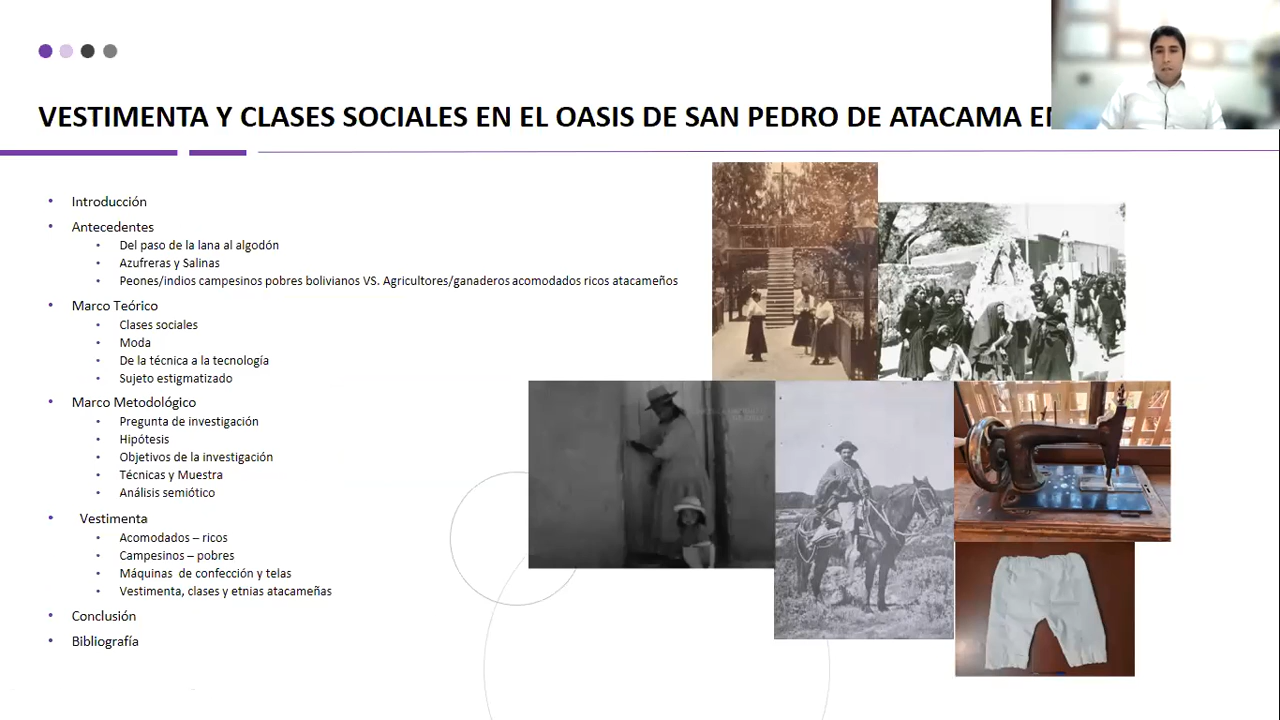 VESTIMENTA Y CLASES SOCIALES EN EL OASIS DE SAN PEDRO DE ATACAMA
• Introducción
• Antecedentes
• Del paso de la lana al algodón
• Azufreras y Salinas
• Peones/indios campesinos pobres bolivianos VS. Agricultores/ganaderos acomodados ricos atacameños
• Marco Teórico
• Clases sociales
• Moda
• De la técnica a la tecnología
• Sujeto estigmatizado
• Marco Metodológico
• Pregunta de investigación
• Hipótesis
• Objetivos de la investigación
• Técnicas y Muestra
• Análisis semiótico
• Vestimenta
• Acomodados – ricos
• Campesinos – pobres
• Máquinas de confección y telas
• Vestimenta, clases y etnias atacameñas
• Conclusión
• Bibliografía